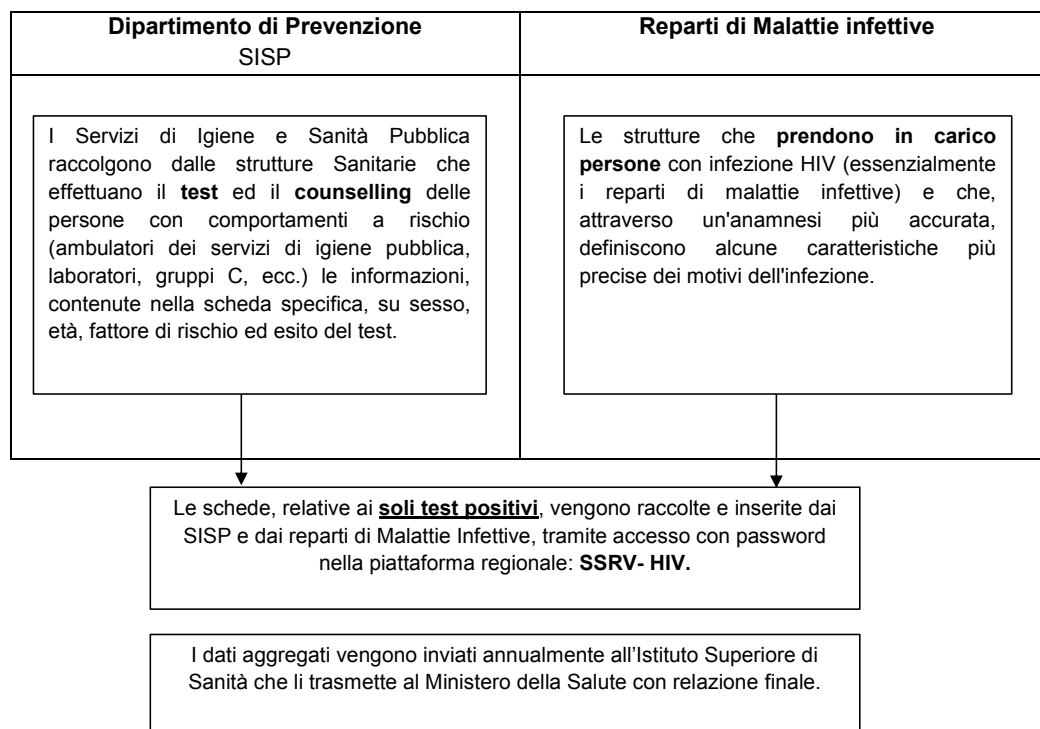 Dipartimento di Prevenzione
SISP
Reparti di Malattie infettive
I Servizi di Igiene e Sanità Pubblica
raccolgono dalle strutture Sanitarie che
effettuano il test ed il counselling delle
persone con comportamenti a rischio
(ambulatori dei servizi di igiene pubblica,
laboratori, gruppi C, ecc.) le informazioni,
contenute nella scheda specifica, su sesso,
età, fattore di rischio ed esito del test.
Le strutture che prendono in carico
persone con infezione HIV (essenzialmente
i reparti di malattie infettive) e che,
attraverso un'anamnesi più accurata,
definiscono alcune caratteristiche più
precise dei motivi dell'infezione.
Le schede, relative ai soli test positivi, vengono raccolte e inserite dai
SISP e dai reparti di Malattie Infettive, tramite accesso con password
nella piattaforma regionale: SSRV- HIV.
I dati aggregati vengono inviati annualmente all’Istituto Superiore di
Sanità che li trasmette al Ministero della Salute con relazione finale.